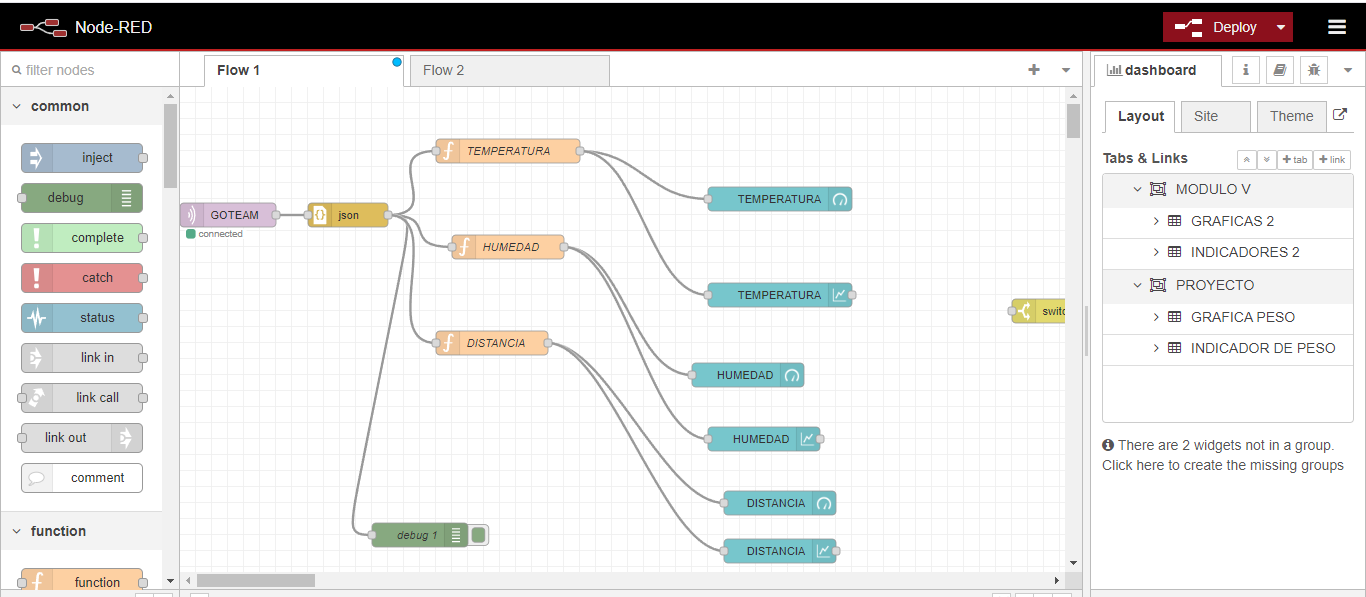 Node-RED
Deploy
filter nodes
Flow 1
Flow 2
dashboard
i
common
inject
debug
complete
catch
status
link in
link call
link out
comment
function
function
GOTEAM
connected
json
TEMPERATURA
HUMEDAD
DISTANCIA
debug 1
TEMPERATURA
TEMPERATURA
HUMEDAD
HUMEDAD
DISTANCIA
DISTANCIA
Layout
Site
Theme
Tabs & Links
tab
link
MODULO V
GRAFICAS 2
INDICADORES 2
PROYECTO
GRAFICA PESO
INDICADOR DE PESO
There are 2 widgets not in a group.
Click here to create the missing groups